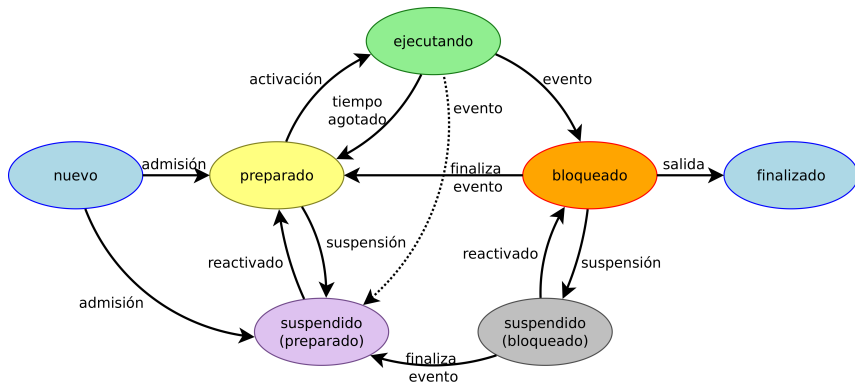 ejecutando
activación
tiempo
agotado
evento
evento
nuevo
admisión
preparado
finaliza
evento
bloqueado
salida
finalizado
reactivado
suspensión
reactivado
suspensión
admisión
suspendido
(preparado)
suspendido
(bloqueado)
finaliza
evento